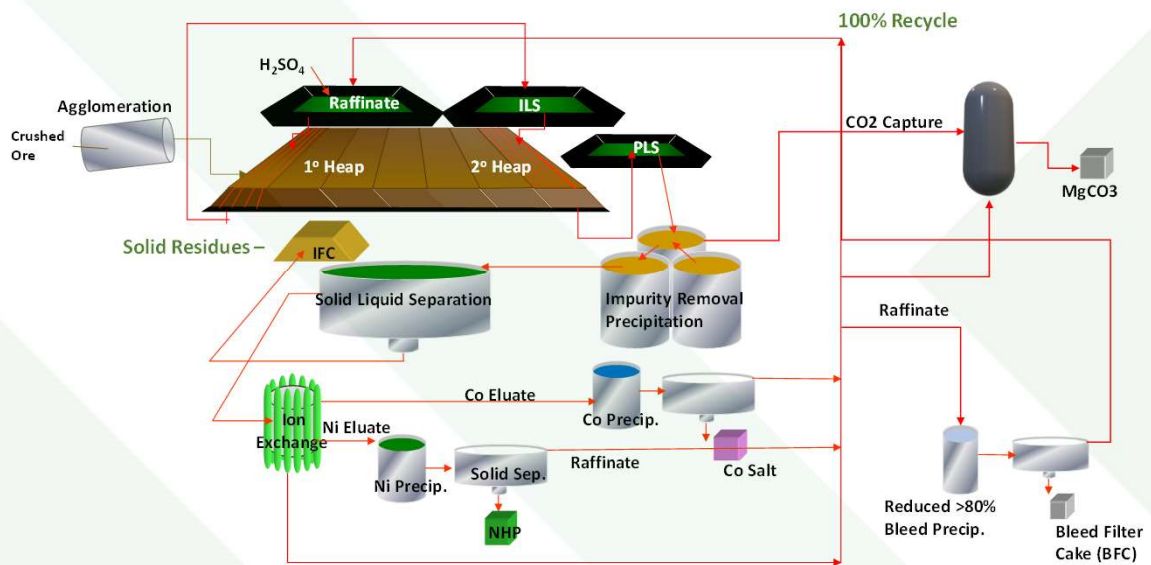 100% Recycle
H2SO4
Agglomeration
Raffinate
ILS
Crushed
Ore
CO2 Capture
PLS
1º Heap
2º Heap
MgCO3
Solid Residues –
IFC
Solid Liquid Separation
Impurity Removal
Precipitation
Raffinate
Co Eluate
Ion
Exchange
Ni Eluate
Co Precip.
Raffinate
Solid Sep.
Co Salt
Ni Precip.
NHP
Reduced >80%
Bleed Precip.
Bleed Filter
Cake (BFC)